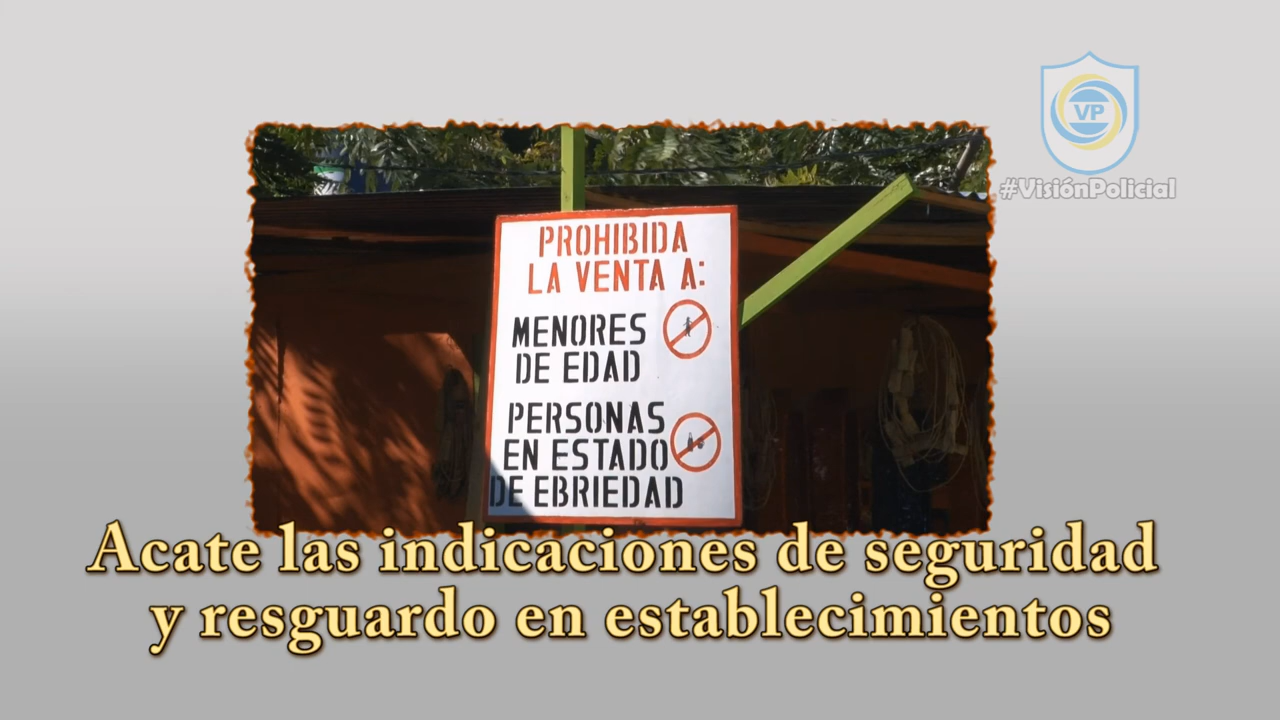 VP
#VisiónPolicial
PROHIBIDA
LA VENTA A:
MENORES
DE EDAD
PERSONAS
EN ESTADO
DE EBRIEDAD
Acate las indicaciones de seguridad
y resguardo en establecimientos